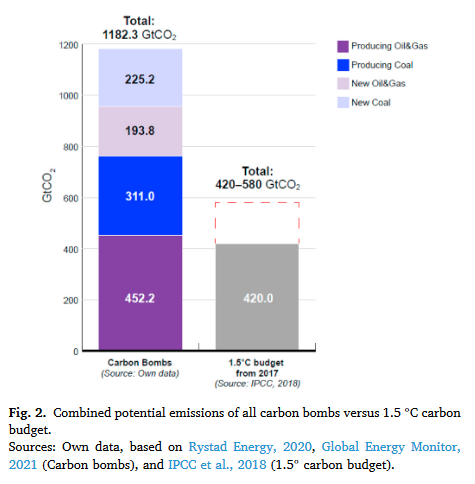 Total:
1182.3 GtCO₂
1200
1000
800
600
400
200
0
GtCO₂
225.2
193.8
311.0
452.2
Total:
420–580 GtCO₂
420.0
Carbon Bombs
(Source: Own data)
1.5°C budget
from 2017
(Source: IPCC, 2018)
Producing Oil&Gas
Producing Coal
New Oil&Gas
New Coal
Fig. 2. Combined potential emissions of all carbon bombs versus 1.5 °C carbon
budget.
Sources: Own data, based on Rystad Energy, 2020, Global Energy Monitor,
2021 (Carbon bombs), and IPCC et al., 2018 (1.5° carbon budget).